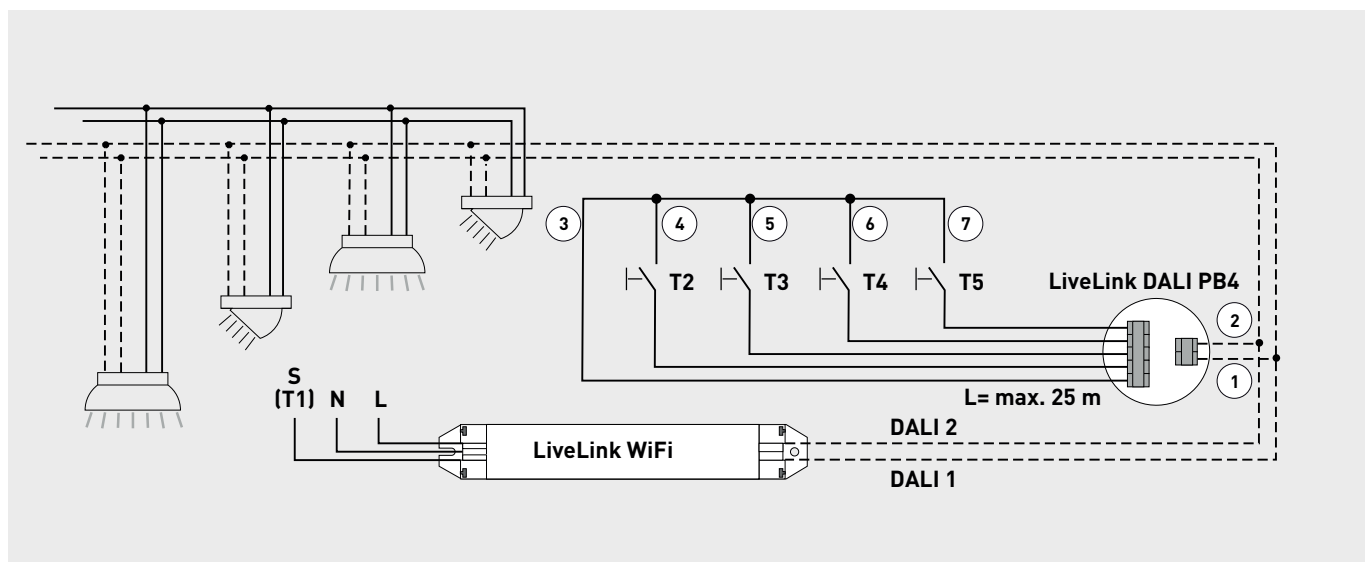 3
4
5
6
7
T2
T3
T4
T5
LiveLink DALI PB4
2
1
L= max. 25 m
S
(T1)
N
L
LiveLink WiFi
DALI 2
DALI 1